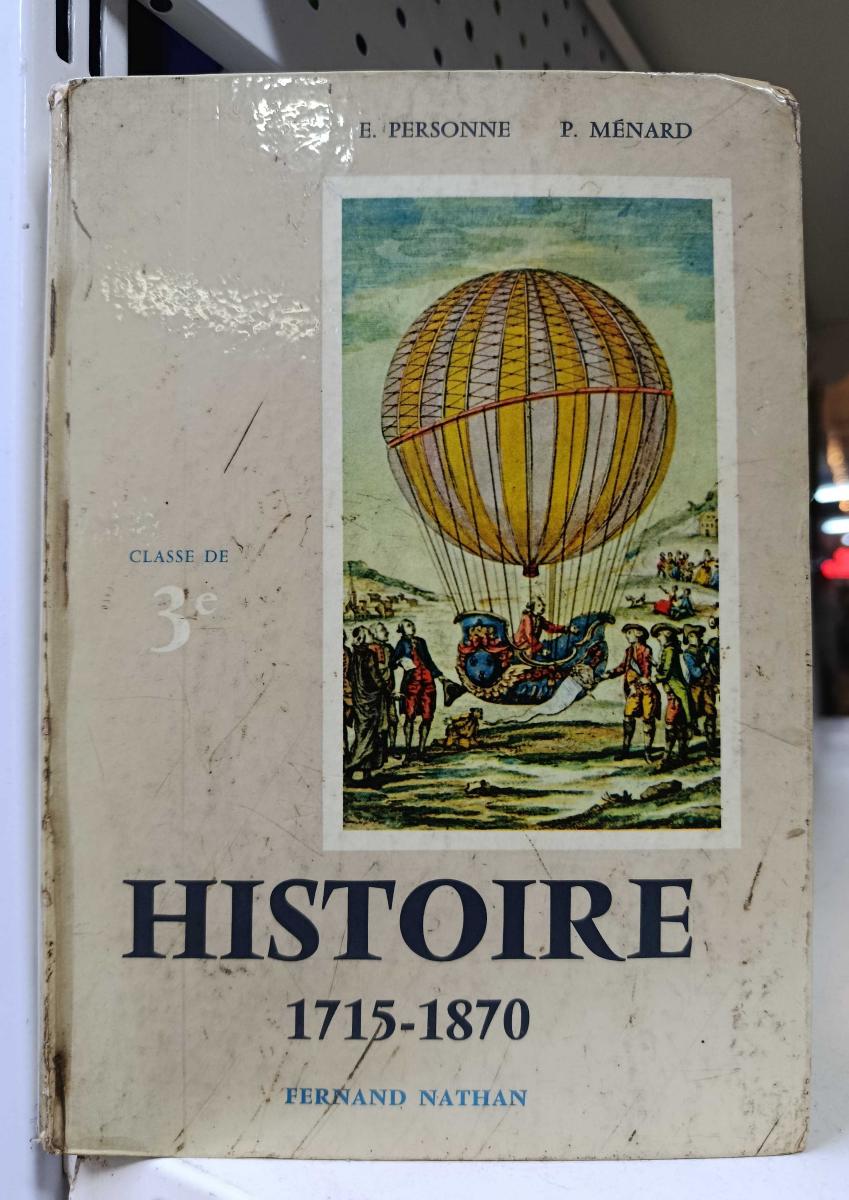 E. PERSONNE P. MÉNARD
CLASSE DE
3e
HISTOIRE
1715-1870
FERNAND NATHAN